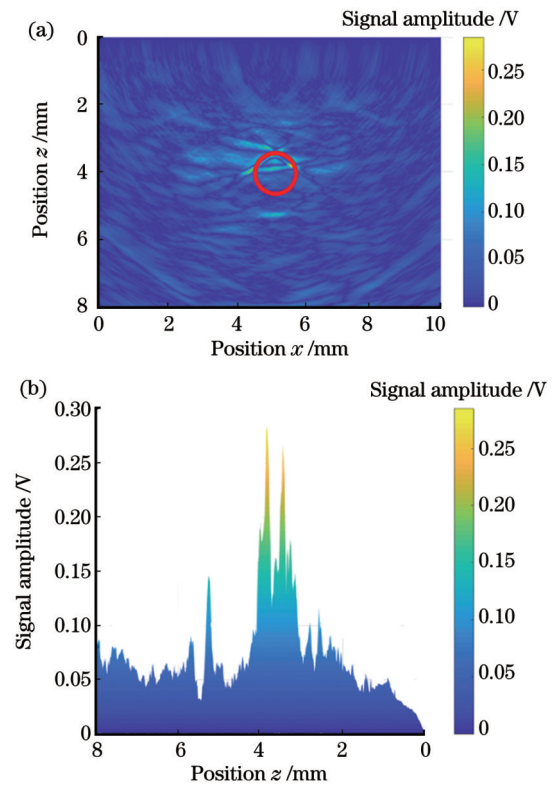 (a)
Signal amplitude /V
0
2
4
6
8
Position z /mm
0 2 4 6 8 10
Position x /mm
0.25
0.20
0.15
0.10
0.05
0
(b)
Signal amplitude /V
0.30
0.25
0.20
0.15
0.10
0.05
0
Signal amplitude /V
8 6 4 2 0
Position z /mm
0.25
0.20
0.15
0.10
0.05
0